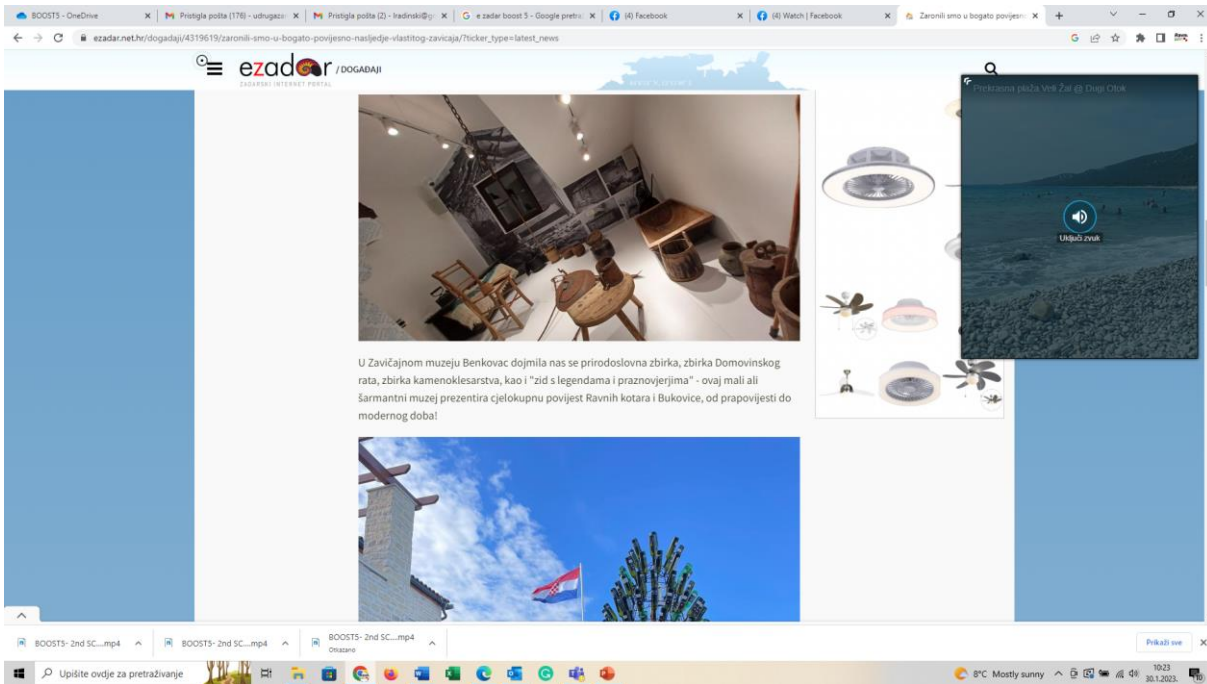 BOOST5 - OneDrive
Pristigla pošta (178) - udrugazar
Pristigla pošta (2) - lradinski@g
e zadar boost 5 - Google pretra
(4) Facebook
(4) Watch | Facebook
Zaronili smo u bogato povijesn
ezadar.net.hr/dogadaji/4319619/zaronili-smo-u-bogato-povijesno-nasljedje-vlastitog-zavicaja/?ticker_type=latest_news
ezadar / DOGAĐAJI
ZADARSKI INTERNET PORTAL
Prekrasna plaža Veli Žal @ Dugi Otok
Uključi zvuk
U Zavičajnom muzeju Benkovac dojmila nas se prirodoslovna zbirka, zbirka Domovinskog
rata, zbirka kamenoklesarstva, kao i "zid s legendama i praznovjerjima" - ovaj mali ali
šarmantni muzej prezentira cjelokupnu povijest Ravnih kotara i Bukovice, od prapovijesti do
modernog doba!
BOOST5- 2nd SC....mp4
BOOST5- 2nd SC....mp4
BOOST5- 2nd SC....mp4
Otkazano
Prikaži sve
Upišite ovdje za pretraživanje
8°C Mostly sunny
10:23
30.1.2023.